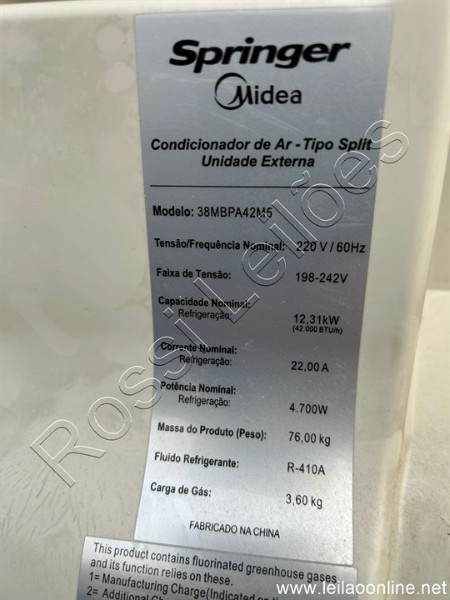 Springer
Midea
Condicionador de Ar - Tipo Split
Unidade Externa
Modelo: 38MBPA42M5
Tensão/Frequência Nominal: 220 V / 60Hz
Faixa de Tensão: 198-242V
Capacidade Nominal:
Refrigeração: 12,31kW
(42.000 BTU/h)
Corrente Nominal:
Refrigeração: 22,00 A
Potência Nominal:
Refrigeração: 4.700W
Massa do Produto (Peso): 76,00 kg
Fluido Refrigerante: R-410A
Carga de Gás: 3,60 kg
FABRICADO NA CHINA
This product contains fluorinated greenhouse gases
and its function relies on these.
1= Manufacturing Charge(Indicated on
2= Additional
Rossi Leilões
www.leilaoonline.net